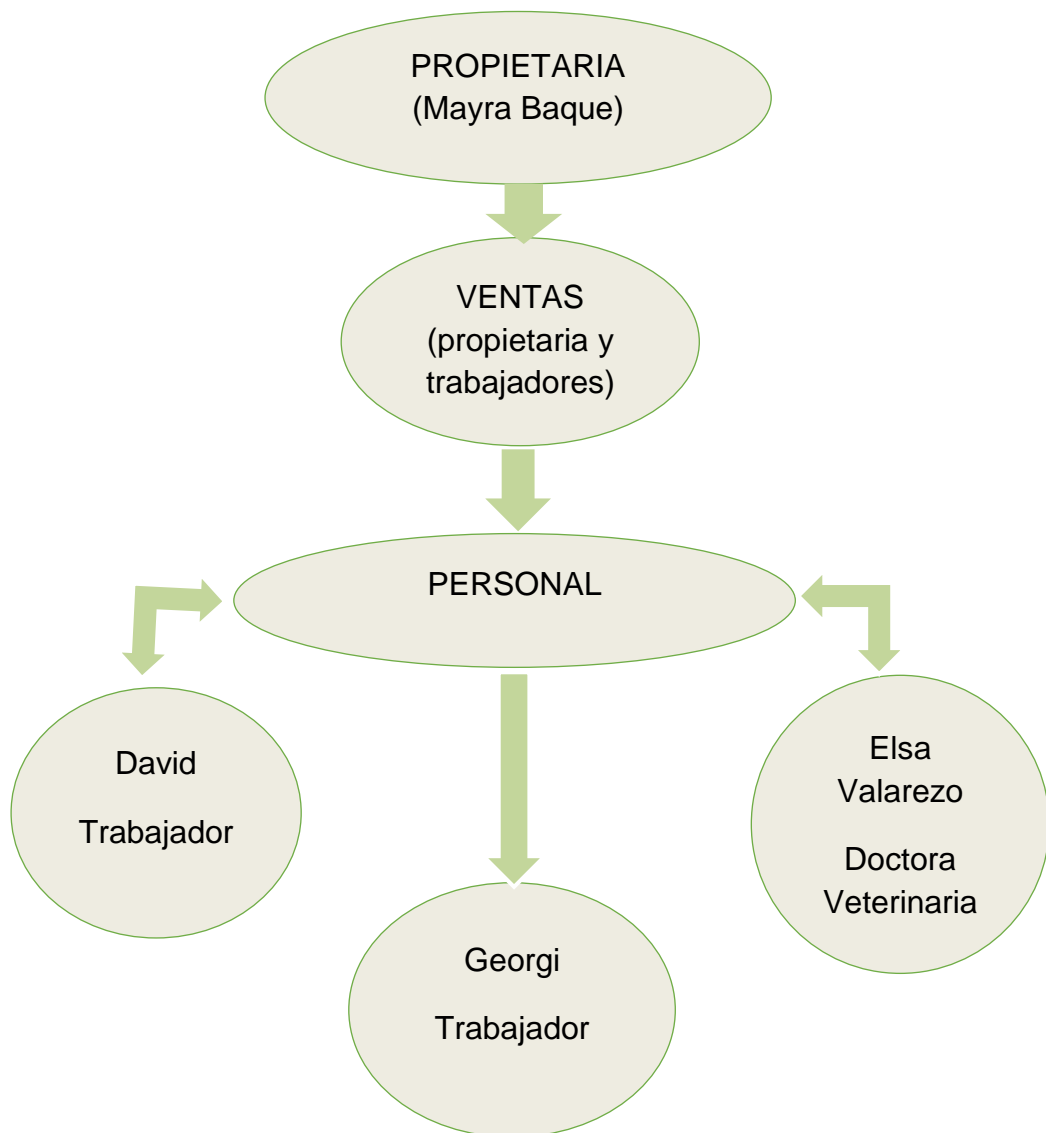 PROPIETARIA
(Mayra Baque)
VENTAS
(propietaria y
trabajadores)
PERSONAL
David
Trabajador
Georgi
Trabajador
Elsa
Valarezo
Doctora
Veterinaria